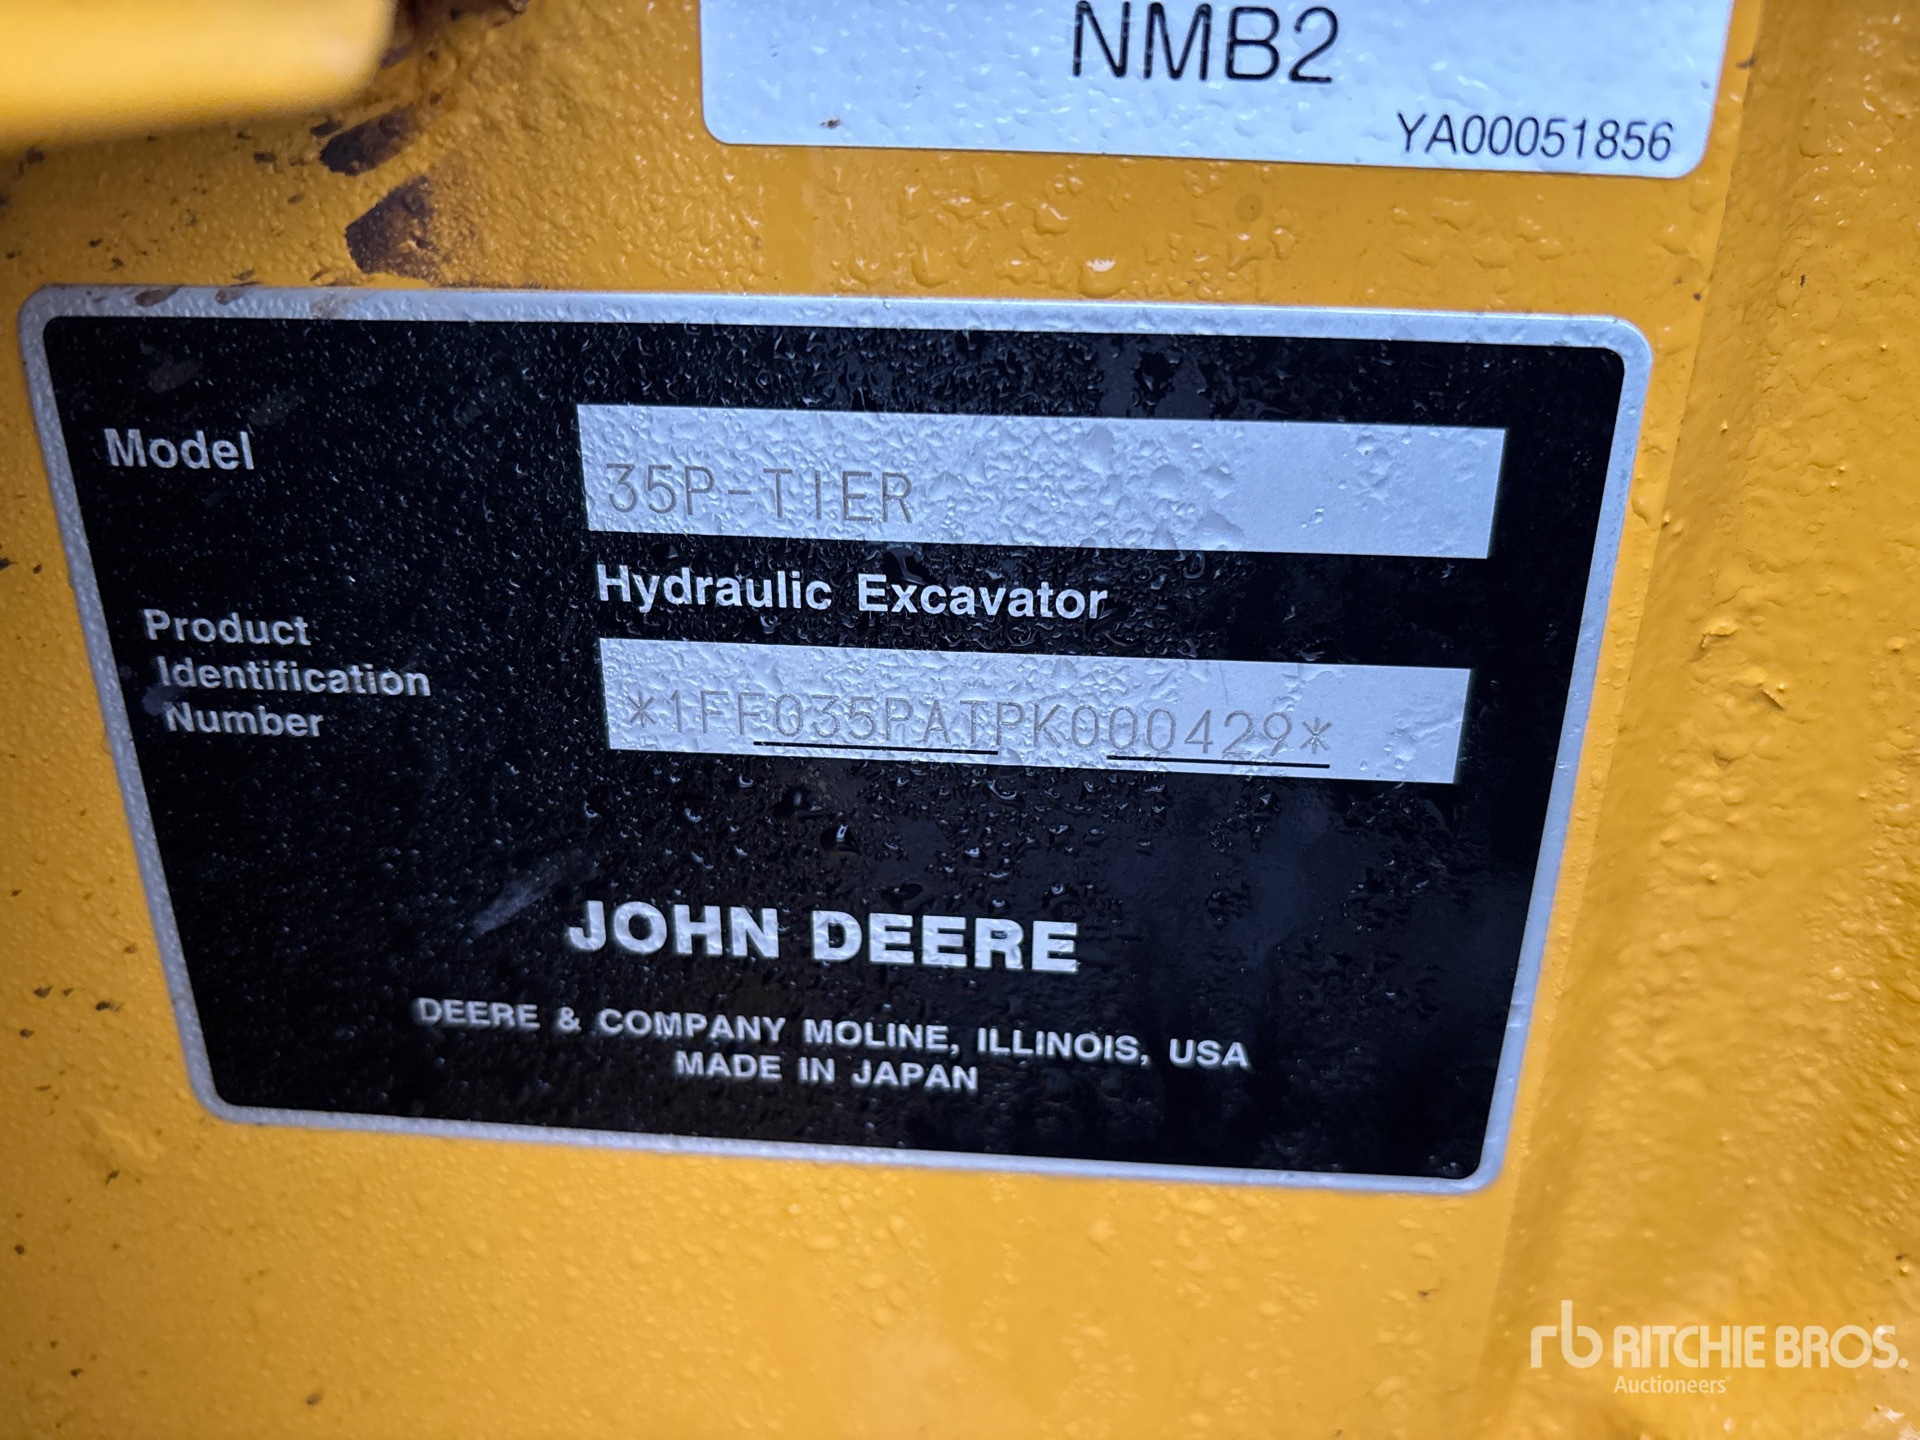 NMB2
YA00051856
Model
35P-TIER
Hydraulic Excavator
Product
Identification
Number
*1FF035PATPK000429*
JOHN DEERE
DEERE & COMPANY MOLINE, ILLINOIS, USA
MADE IN JAPAN
rb RITCHIE BROS.
Auctioneers